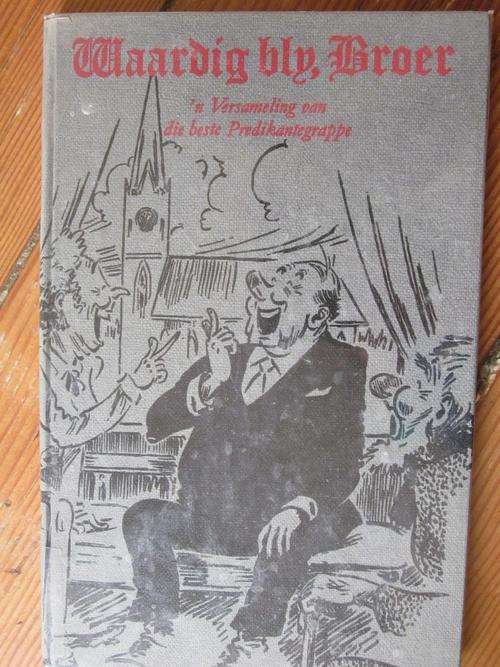 Waardig bly, Broer
'n Versameling van
die beste Predikantegrappe